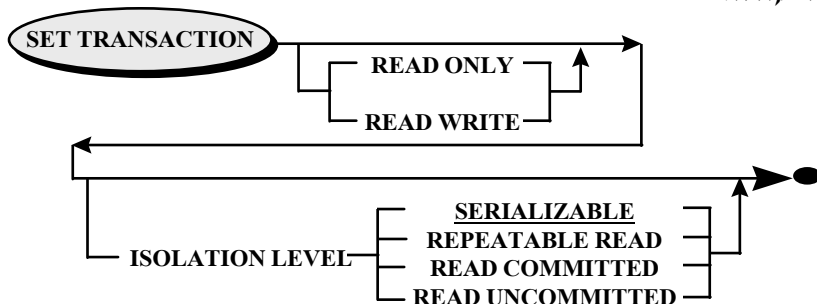 SET TRANSACTION
READ ONLY
READ WRITE
SERIALIZABLE
REPEATABLE READ
ISOLATION LEVEL
READ COMMITTED
READ UNCOMMITTED